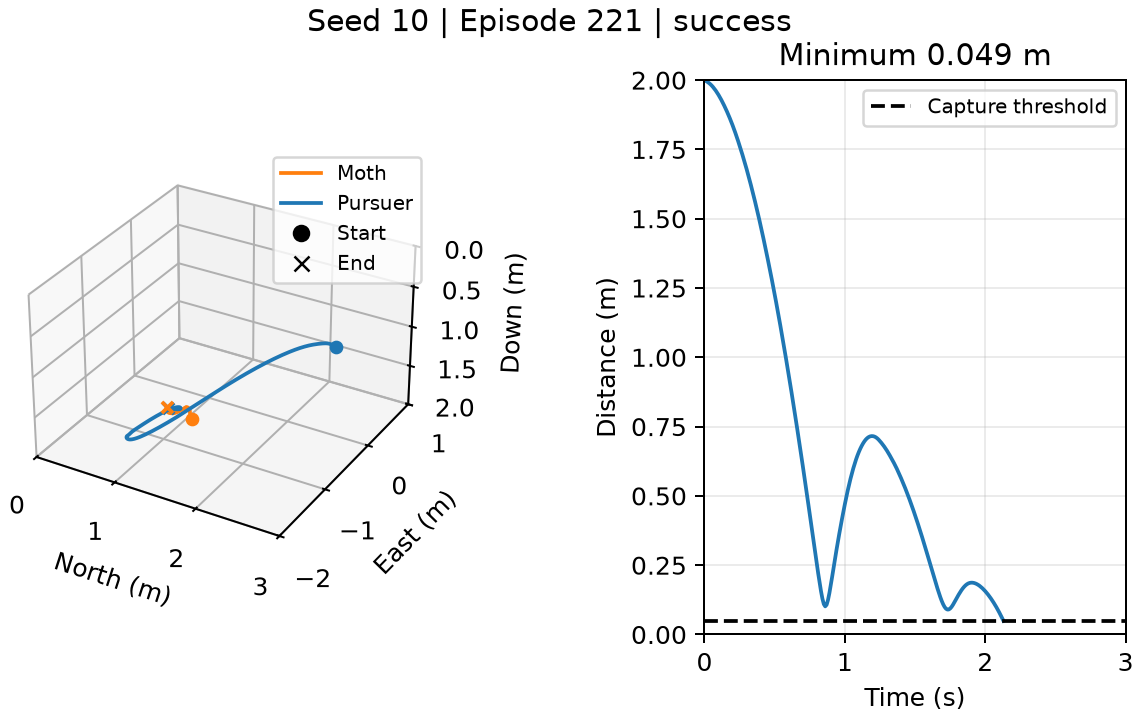 Seed 10 | Episode 221 | success
Moth
Pursuer
Start
End
0.0
0.5
1.0
1.5
2.0
Down (m)
1
0
−1
−2
East (m)
0
1
2
3
North (m)
Minimum 0.049 m
Capture threshold
2.00
1.75
1.50
1.25
1.00
0.75
0.50
0.25
0.00
Distance (m)
0 1 2 3
Time (s)